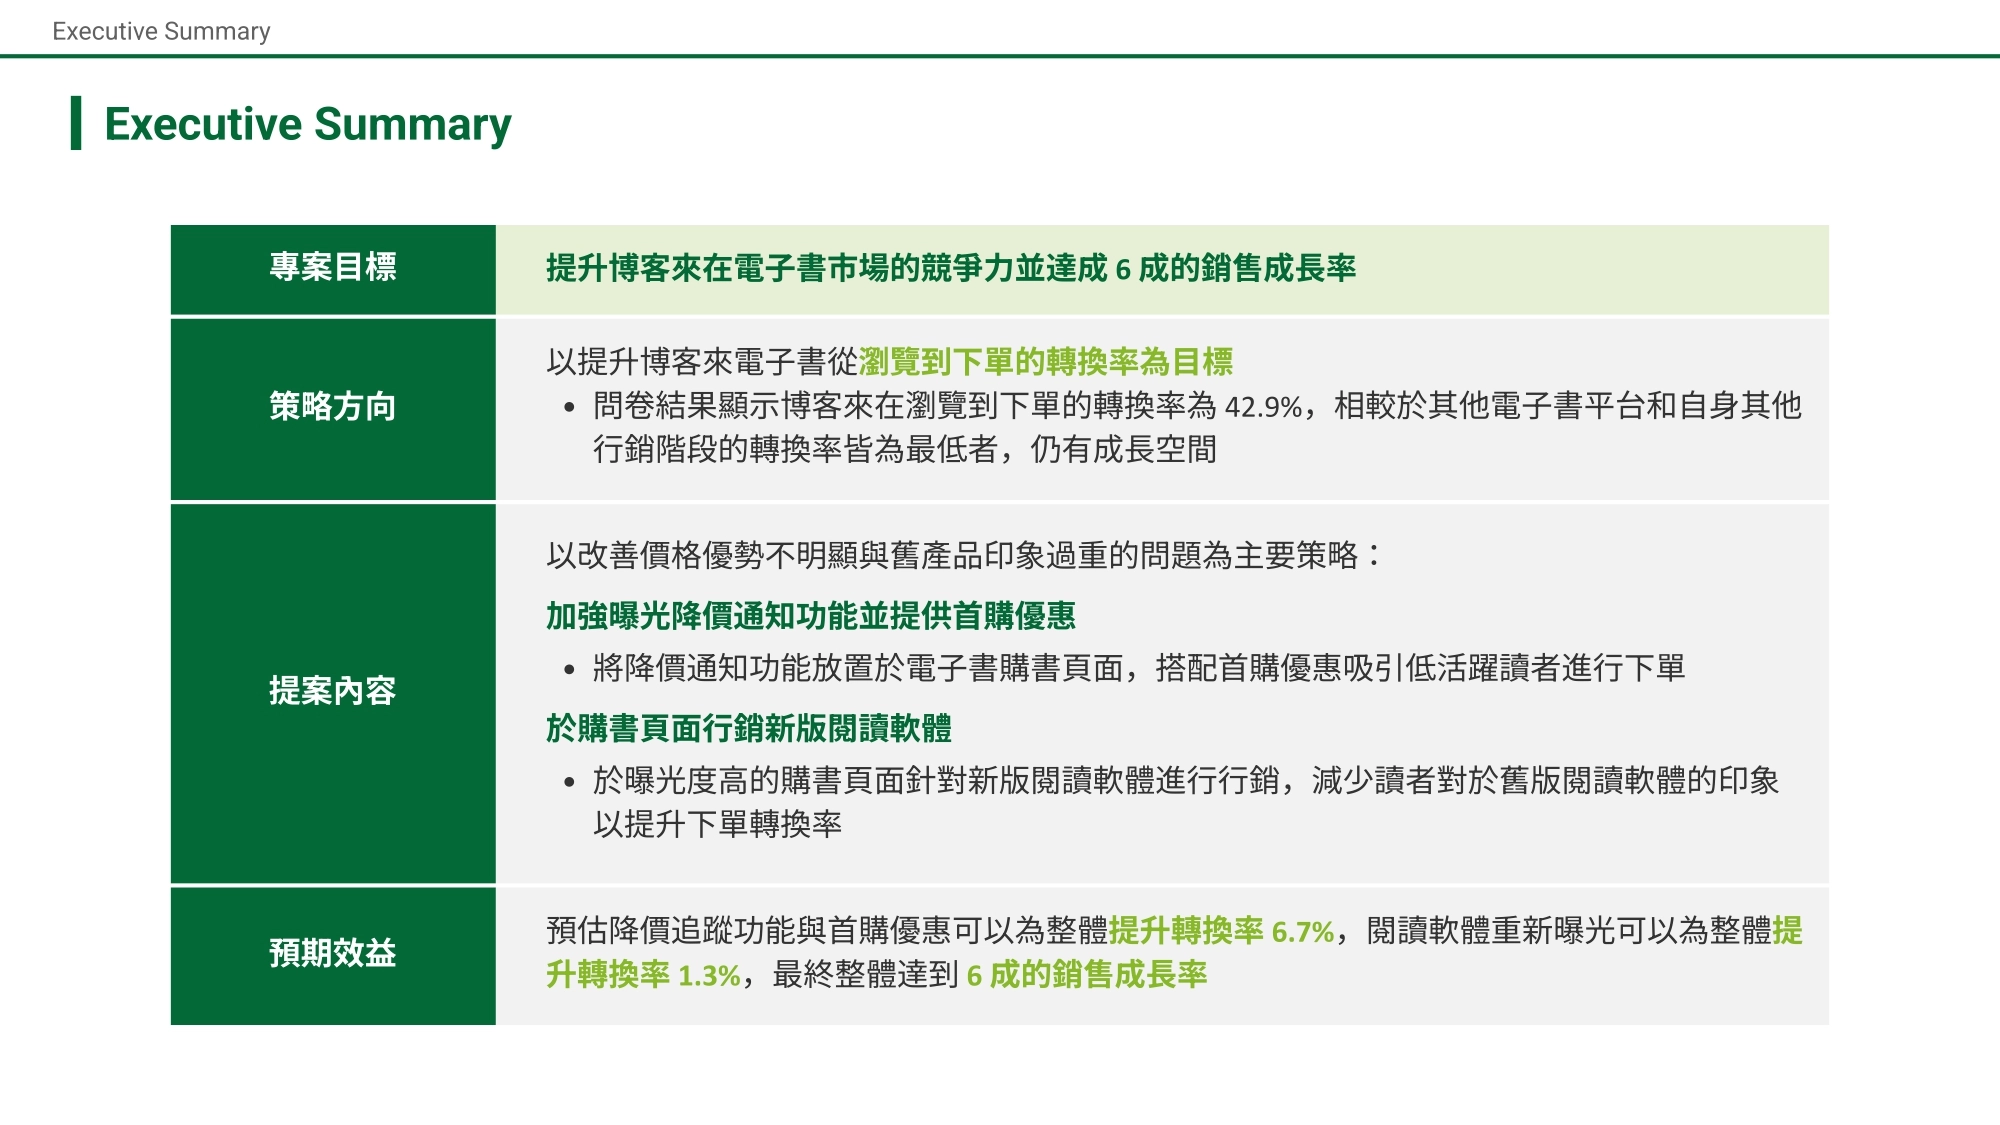 Executive Summary
Executive Summary
專案目標
提升博客來在電子書市場的競爭力並達成 6 成的銷售成長率
策略方向
以提升博客來電子書從瀏覽到下單的轉換率為目標
• 問卷結果顯示博客來在瀏覽到下單的轉換率為 42.9%，相較於其他電子書平台和自身其他
行銷階段的轉換率皆為最低者，仍有成長空間
提案內容
以改善價格優勢不明顯與舊產品印象過重的問題為主要策略：
加強曝光降價通知功能並提供首購優惠
• 將降價通知功能放置於電子書購書頁面，搭配首購優惠吸引低活躍讀者進行下單
於購書頁面行銷新版閱讀軟體
• 於曝光度高的購書頁面針對新版閱讀軟體進行行銷，減少讀者對於舊版閱讀軟體的印象
以提升下單轉換率
預期效益
預估降價追蹤功能與首購優惠可以為整體提升轉換率 6.7%，閱讀軟體重新曝光可以為整體提
升轉換率 1.3%，最終整體達到 6 成的銷售成長率